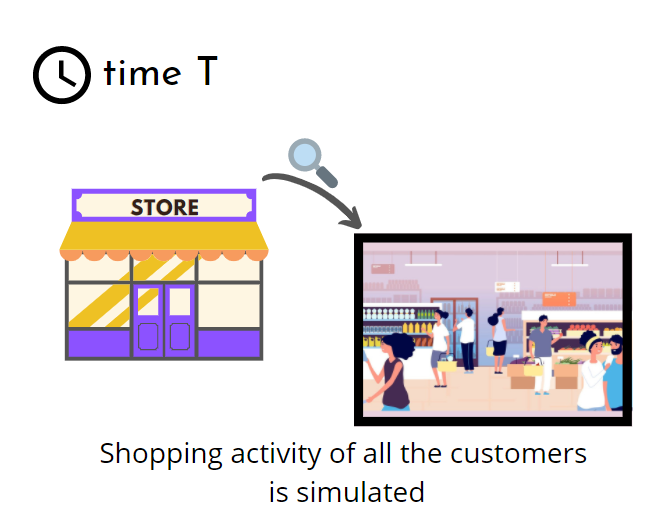 time T
STORE
Shopping activity of all the customers
is simulated